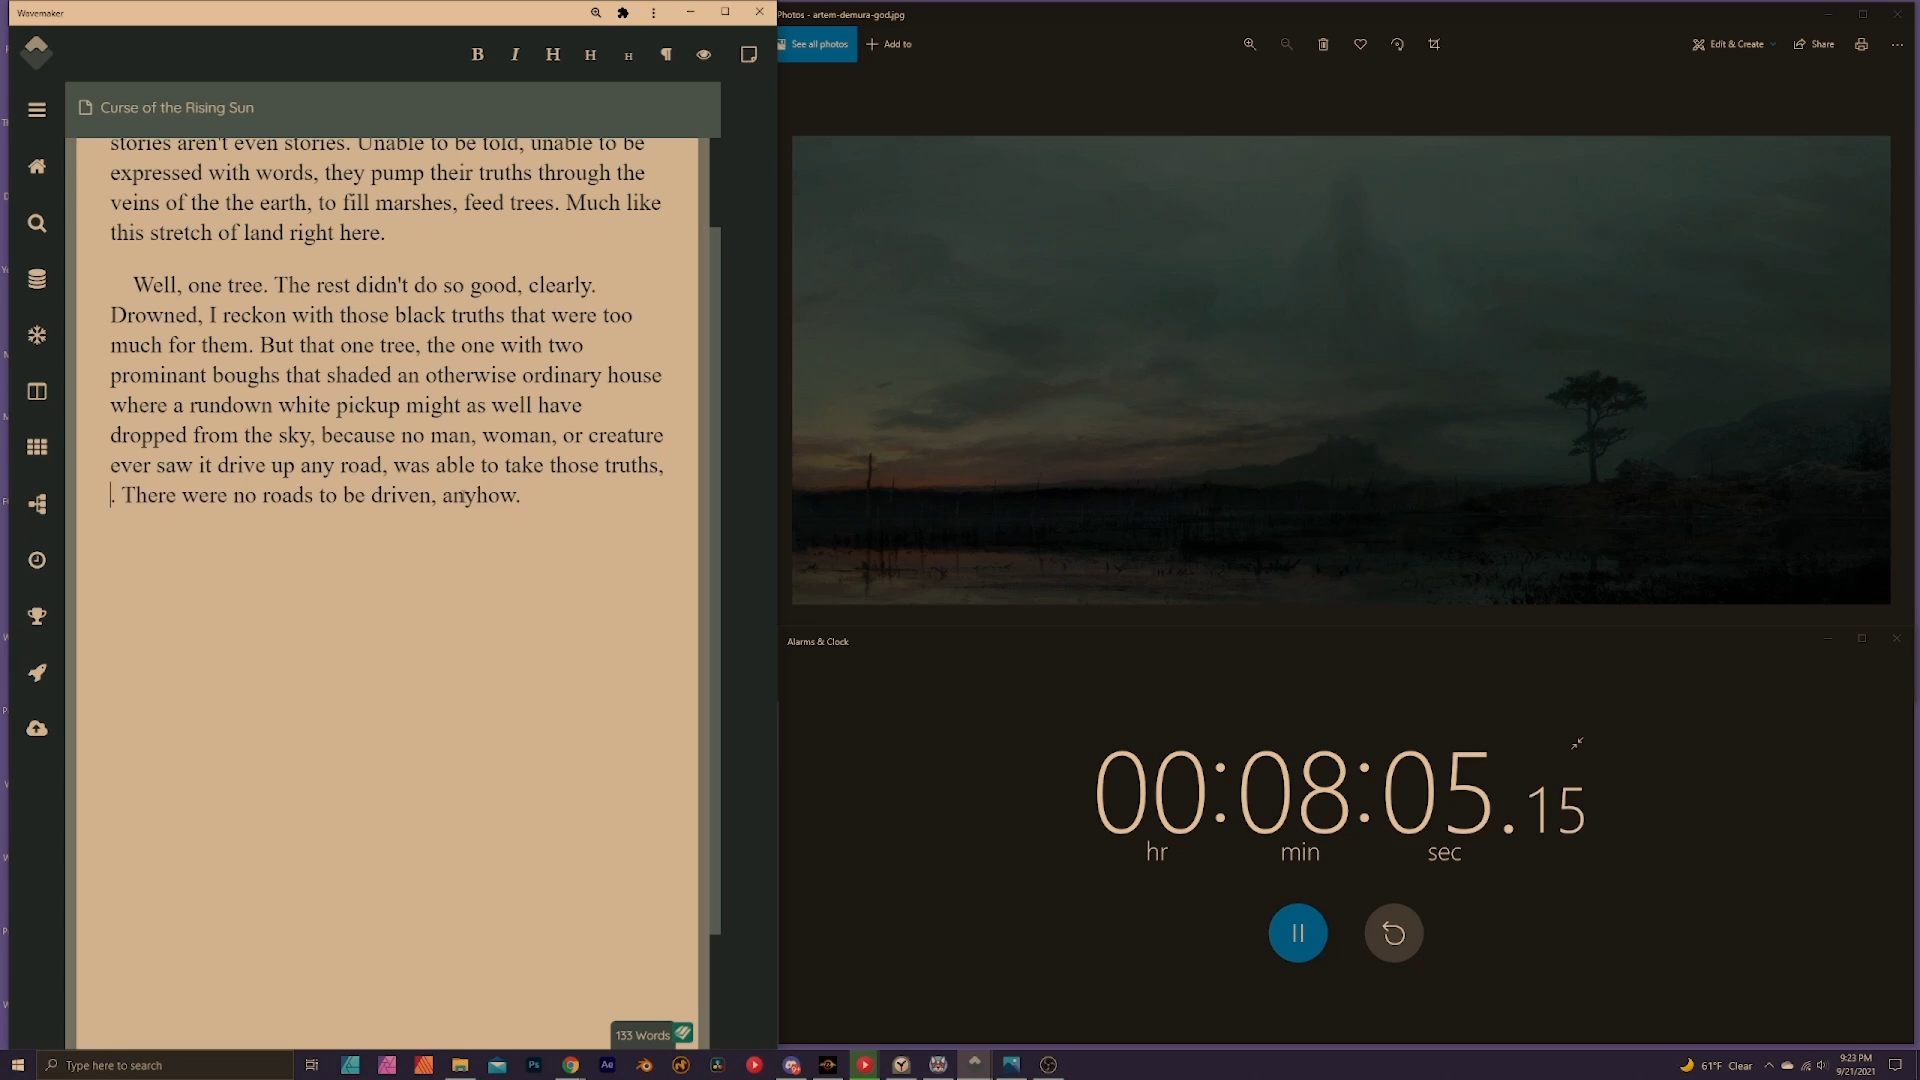 Wavemaker
B I H H H ¶
Curse of the Rising Sun
stories aren't even stories. Unable to be told, unable to be
expressed with words, they pump their truths through the
veins of the the earth, to fill marshes, feed trees. Much like
this stretch of land right here.
Well, one tree. The rest didn't do so good, clearly.
Drowned, I reckon with those black truths that were too
much for them. But that one tree, the one with two
prominant boughs that shaded an otherwise ordinary house
where a rundown white pickup might as well have
dropped from the sky, because no man, woman, or creature
ever saw it drive up any road, was able to take those truths,
. There were no roads to be driven, anyhow.
133 Words
Photos - artem-demura-god.jpg
See all photos
Add to
Edit & Create
Share
Alarms & Clock
00:08:05.15
hr min sec
Type here to search
Ps
Ae
61°F Clear
9:23 PM
9/21/2021